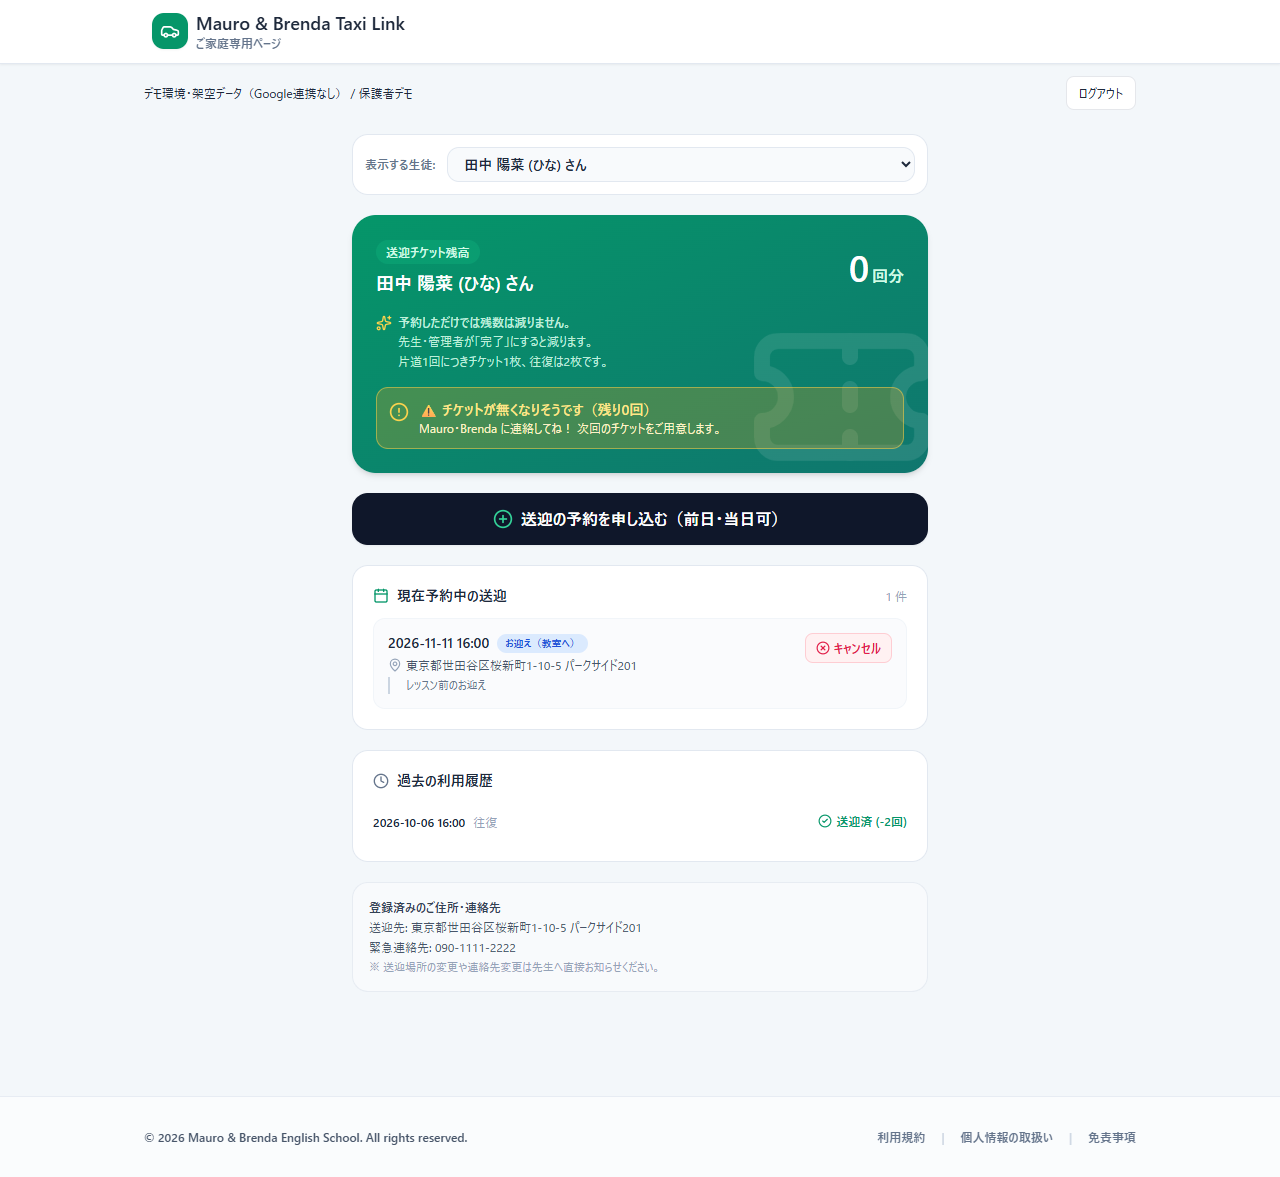 Mauro & Brenda Taxi Link
ご家庭専用ページ
デモ環境・架空データ（Google連携なし） / 保護者デモ
ログアウト
表示する生徒:
田中 陽菜 (ひな) さん
送迎チケット残高
田中 陽菜 (ひな) さん
0 回分
予約しただけでは残数は減りません。
先生・管理者が「完了」にすると減ります。
片道1回につきチケット1枚、往復は2枚です。
⚠ チケットが無くなりそうです（残り0回）
Mauro・Brenda に連絡してね！ 次回のチケットをご用意します。
送迎の予約を申し込む（前日・当日可）
現在予約中の送迎
1 件
2026-11-11 16:00 お迎え（教室へ）
キャンセル
東京都世田谷区桜新町1-10-5 パークサイド201
レッスン前のお迎え
過去の利用履歴
2026-10-06 16:00 往復
送迎済 (-2回)
登録済みのご住所・連絡先
送迎先: 東京都世田谷区桜新町1-10-5 パークサイド201
緊急連絡先: 090-1111-2222
※ 送迎場所の変更や連絡先変更は先生へ直接お知らせください。
© 2026 Mauro & Brenda English School. All rights reserved.
利用規約 | 個人情報の取扱い | 免責事項